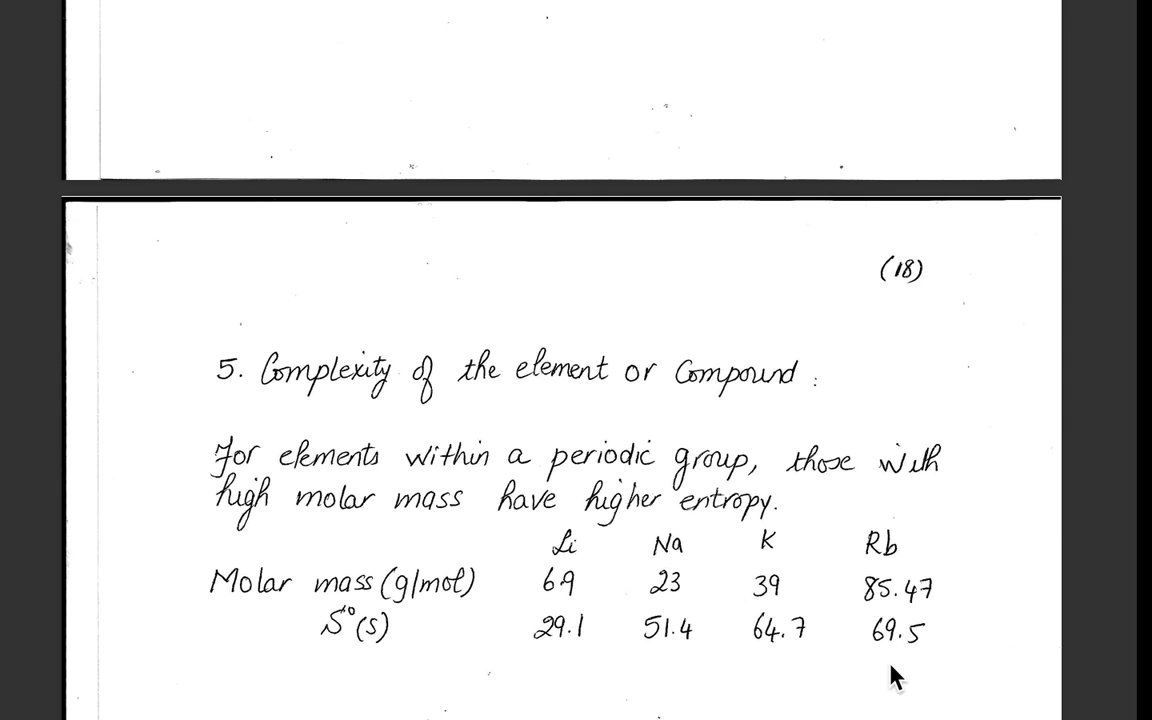 (18)
5. Complexity of the element or Compound :
For elements within a periodic group, those with
high molar mass have higher entropy.
Li Na K Rb
Molar mass (g/mol) 69 23 39 85.47
S°(s) 29.1 51.4 64.7 69.5